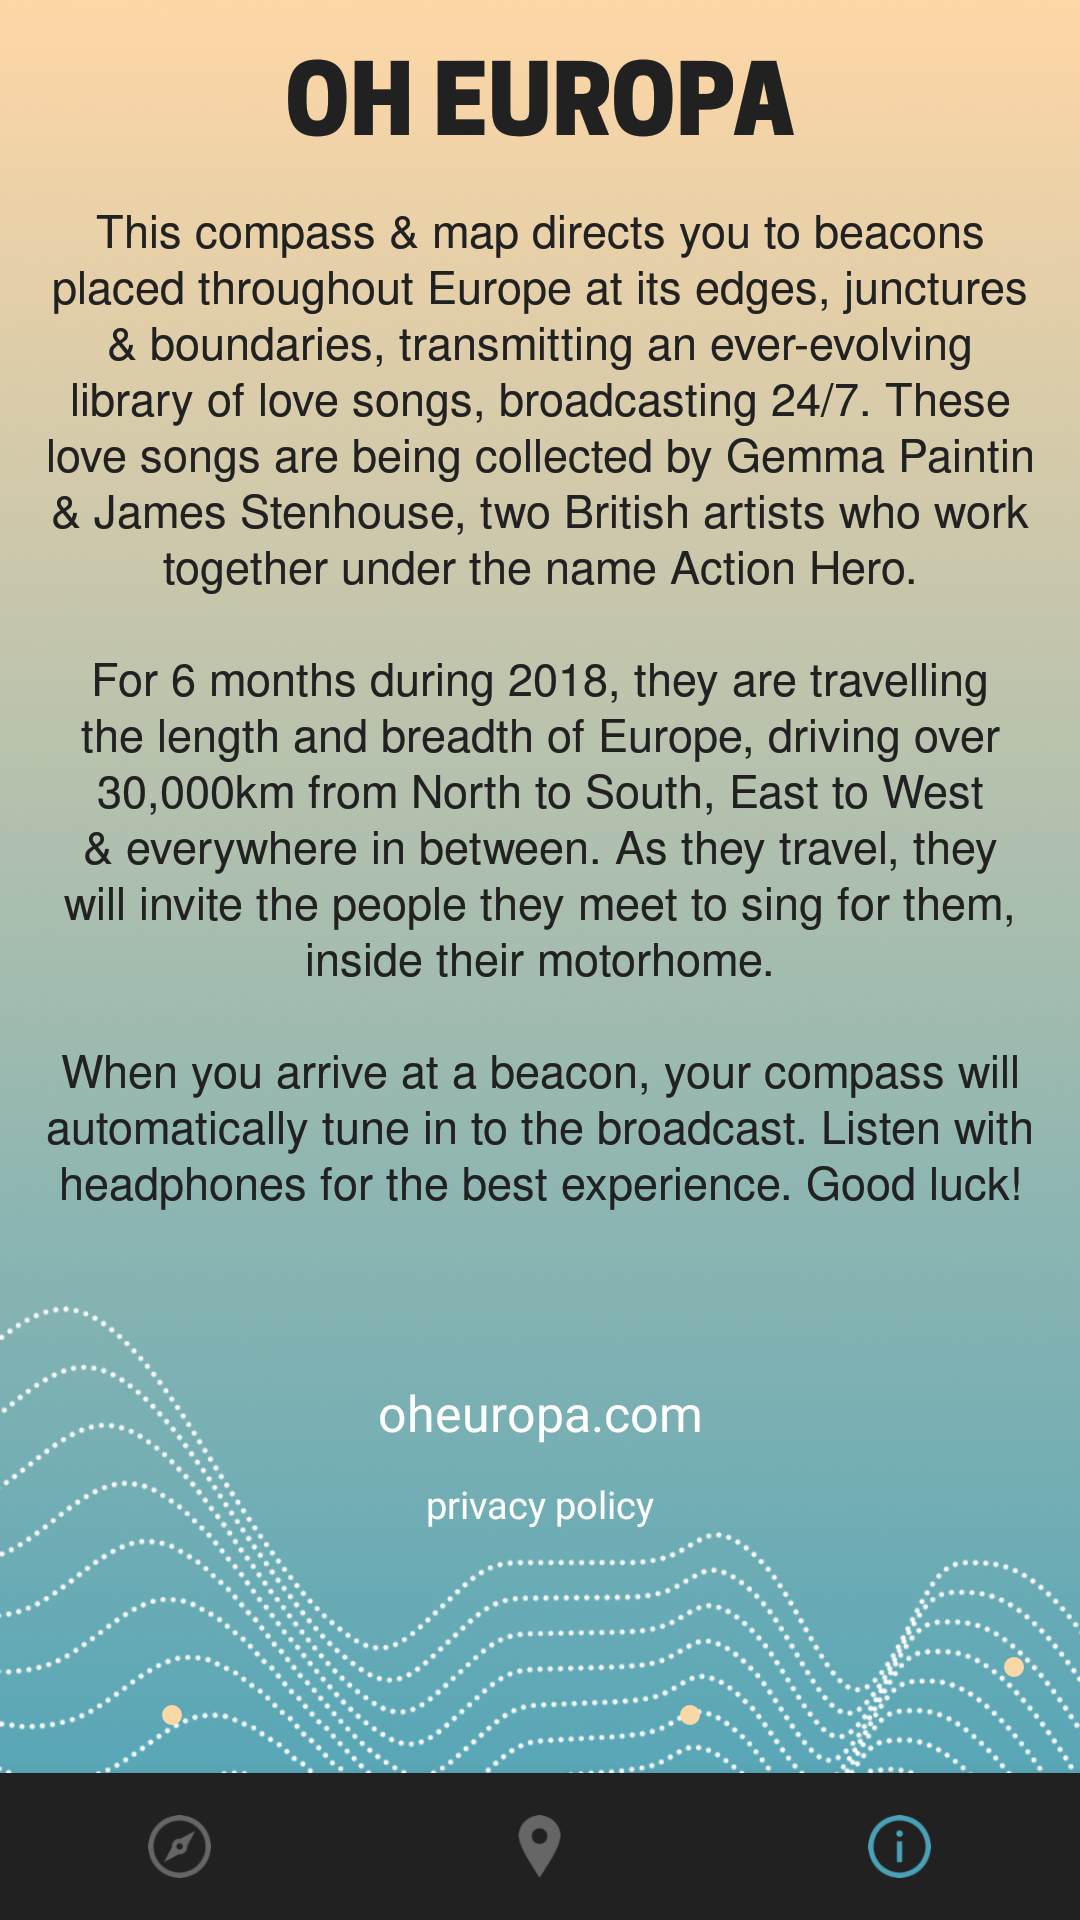 OH EUROPA
This compass & map directs you to beacons
placed throughout Europe at its edges, junctures
& boundaries, transmitting an ever-evolving
library of love songs, broadcasting 24/7. These
love songs are being collected by Gemma Paintin
& James Stenhouse, two British artists who work
together under the name Action Hero.
For 6 months during 2018, they are travelling
the length and breadth of Europe, driving over
30,000km from North to South, East to West
& everywhere in between. As they travel, they
will invite the people they meet to sing for them,
inside their motorhome.
When you arrive at a beacon, your compass will
automatically tune in to the broadcast. Listen with
headphones for the best experience. Good luck!
oheuropa.com
privacy policy